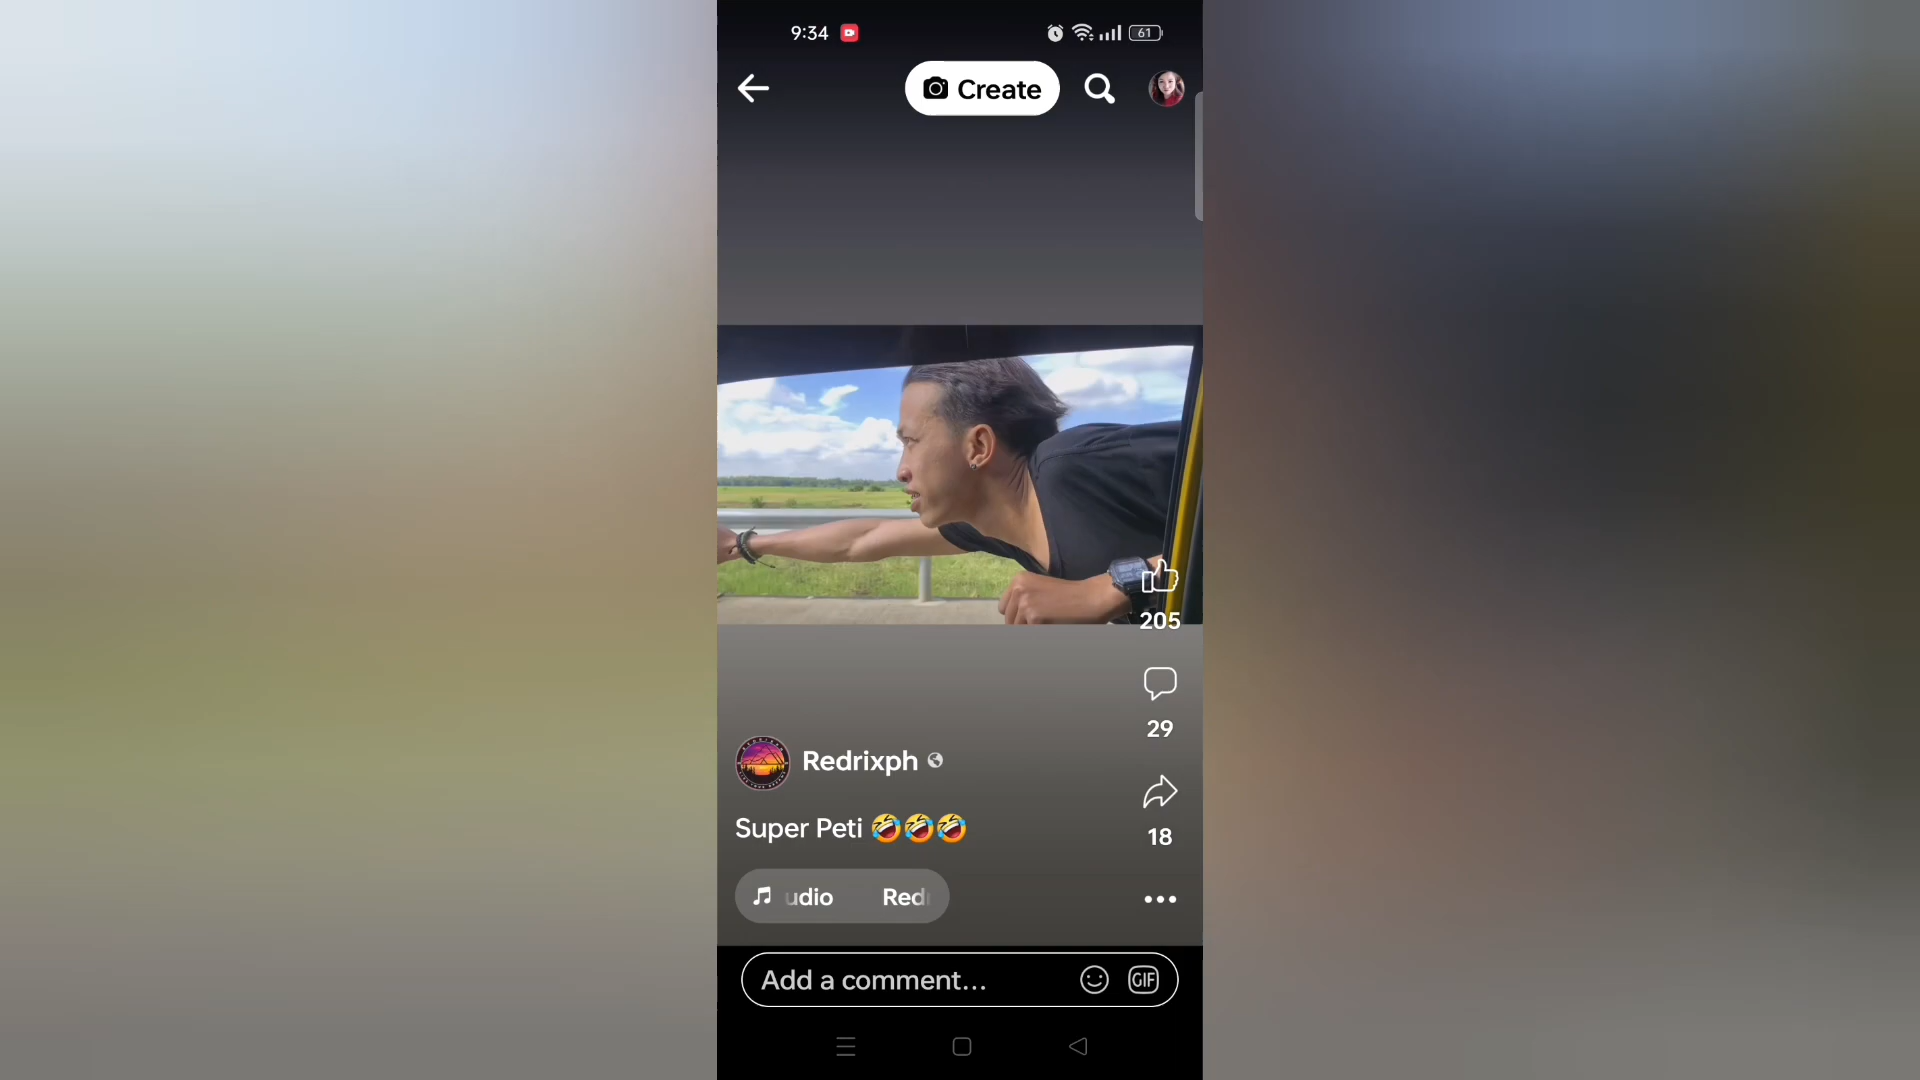 9:34
61
Create
205
29
Redrixph
18
Super Peti 🤣🤣🤣
udio Red
Add a comment...
GIF